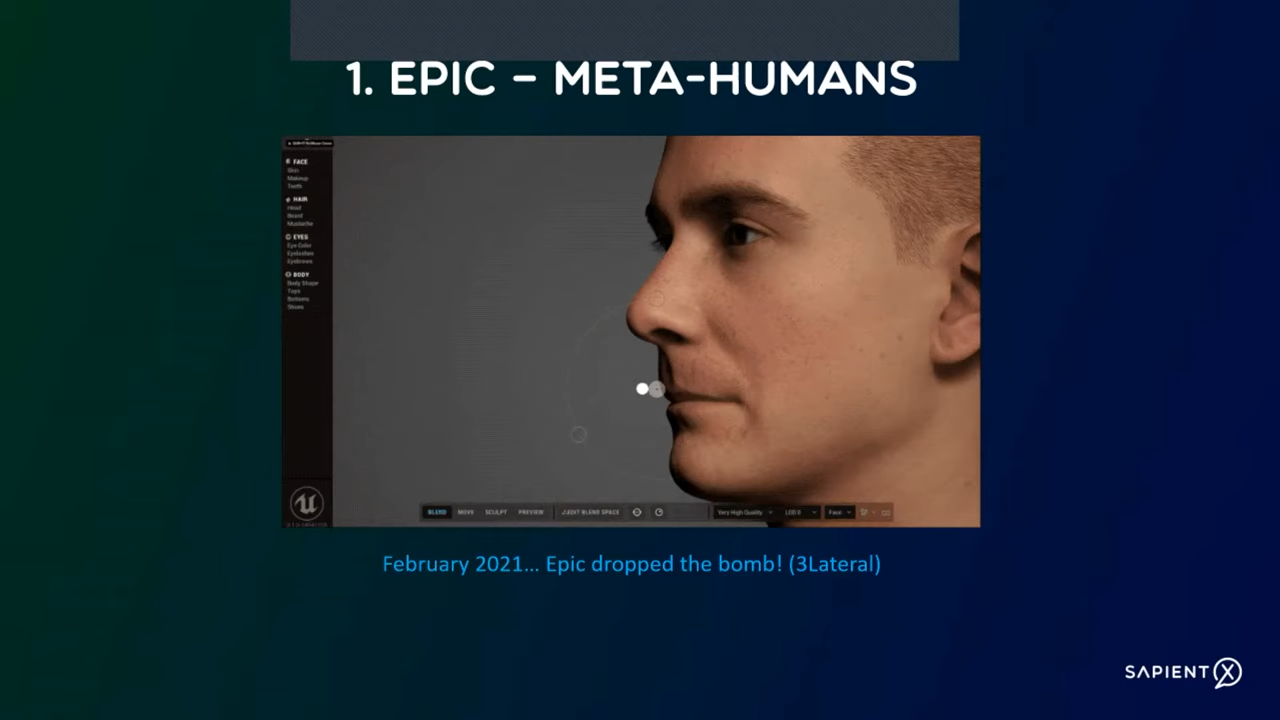 1. EPIC – META-HUMANS
FACE
Skin
Makeup
Teeth
HAIR
Head
Beard
Mustache
EYES
Eye Color
Eyelashes
Eyebrows
BODY
Body Shape
Tops
Bottoms
Shoes
BLEND MOVE SCULPT PREVIEW EDIT BLEND SPACE Very High Quality LOD 0 Face
February 2021... Epic dropped the bomb! (3Lateral)
SAPIENT X